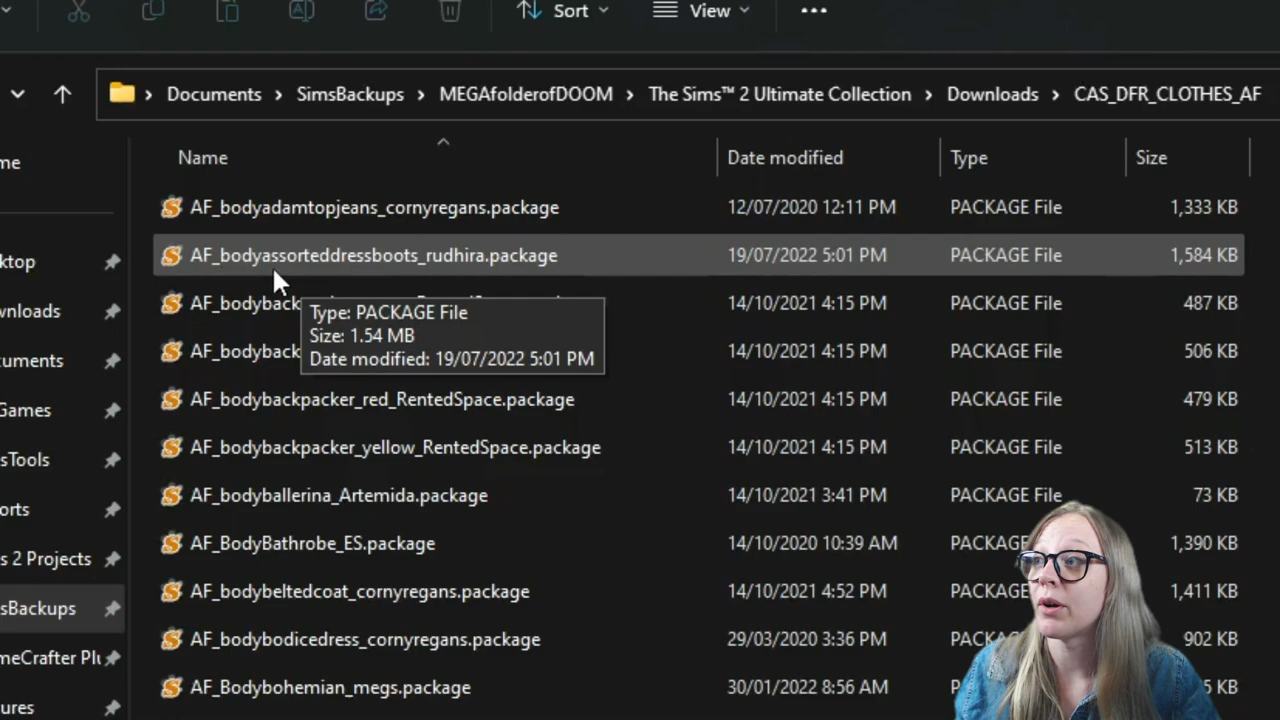 Sort View
Documents SimsBackups MEGAfolderofDOOM The Sims™ 2 Ultimate Collection Downloads CAS_DFR_CLOTHES_AF
me
Name Date modified Type Size
AF_bodyadamtopjeans_cornyregans.package 12/07/2020 12:11 PM PACKAGE File 1,333 KB
ktop AF_bodyassorteddressboots_rudhira.package 19/07/2022 5:01 PM PACKAGE File 1,584 KB
wnloads AF_bodyback 14/10/2021 4:15 PM PACKAGE File 487 KB
Type: PACKAGE File
Size: 1.54 MB
Date modified: 19/07/2022 5:01 PM
cuments AF_bodyback 14/10/2021 4:15 PM PACKAGE File 506 KB
Games AF_bodybackpacker_red_RentedSpace.package 14/10/2021 4:15 PM PACKAGE File 479 KB
sTools AF_bodybackpacker_yellow_RentedSpace.package 14/10/2021 4:15 PM PACKAGE File 513 KB
orts AF_bodyballerina_Artemida.package 14/10/2021 3:41 PM PACKAGE File 73 KB
s 2 Projects AF_BodyBathrobe_ES.package 14/10/2020 10:39 AM PACKAG 1,390 KB
sBackups AF_bodybeltedcoat_cornyregans.package 14/10/2021 4:52 PM PACKAGE 1,411 KB
meCrafter Plu AF_bodybodicedress_cornyregans.package 29/03/2020 3:36 PM PACKA 902 KB
ures AF_Bodybohemian_megs.package 30/01/2022 8:56 AM PACK 5 KB